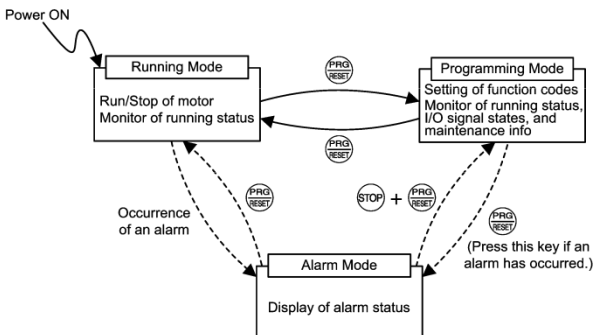 Power ON
Running Mode
Run/Stop of motor
Monitor of running status
PRG
RESET
PRG
RESET
Programming Mode
Setting of function codes
Monitor of running status,
I/O signal states, and
maintenance info
Occurrence
of an alarm
PRG
RESET
STOP + PRG
RESET
PRG
RESET
(Press this key if an
alarm has occurred.)
Alarm Mode
Display of alarm status